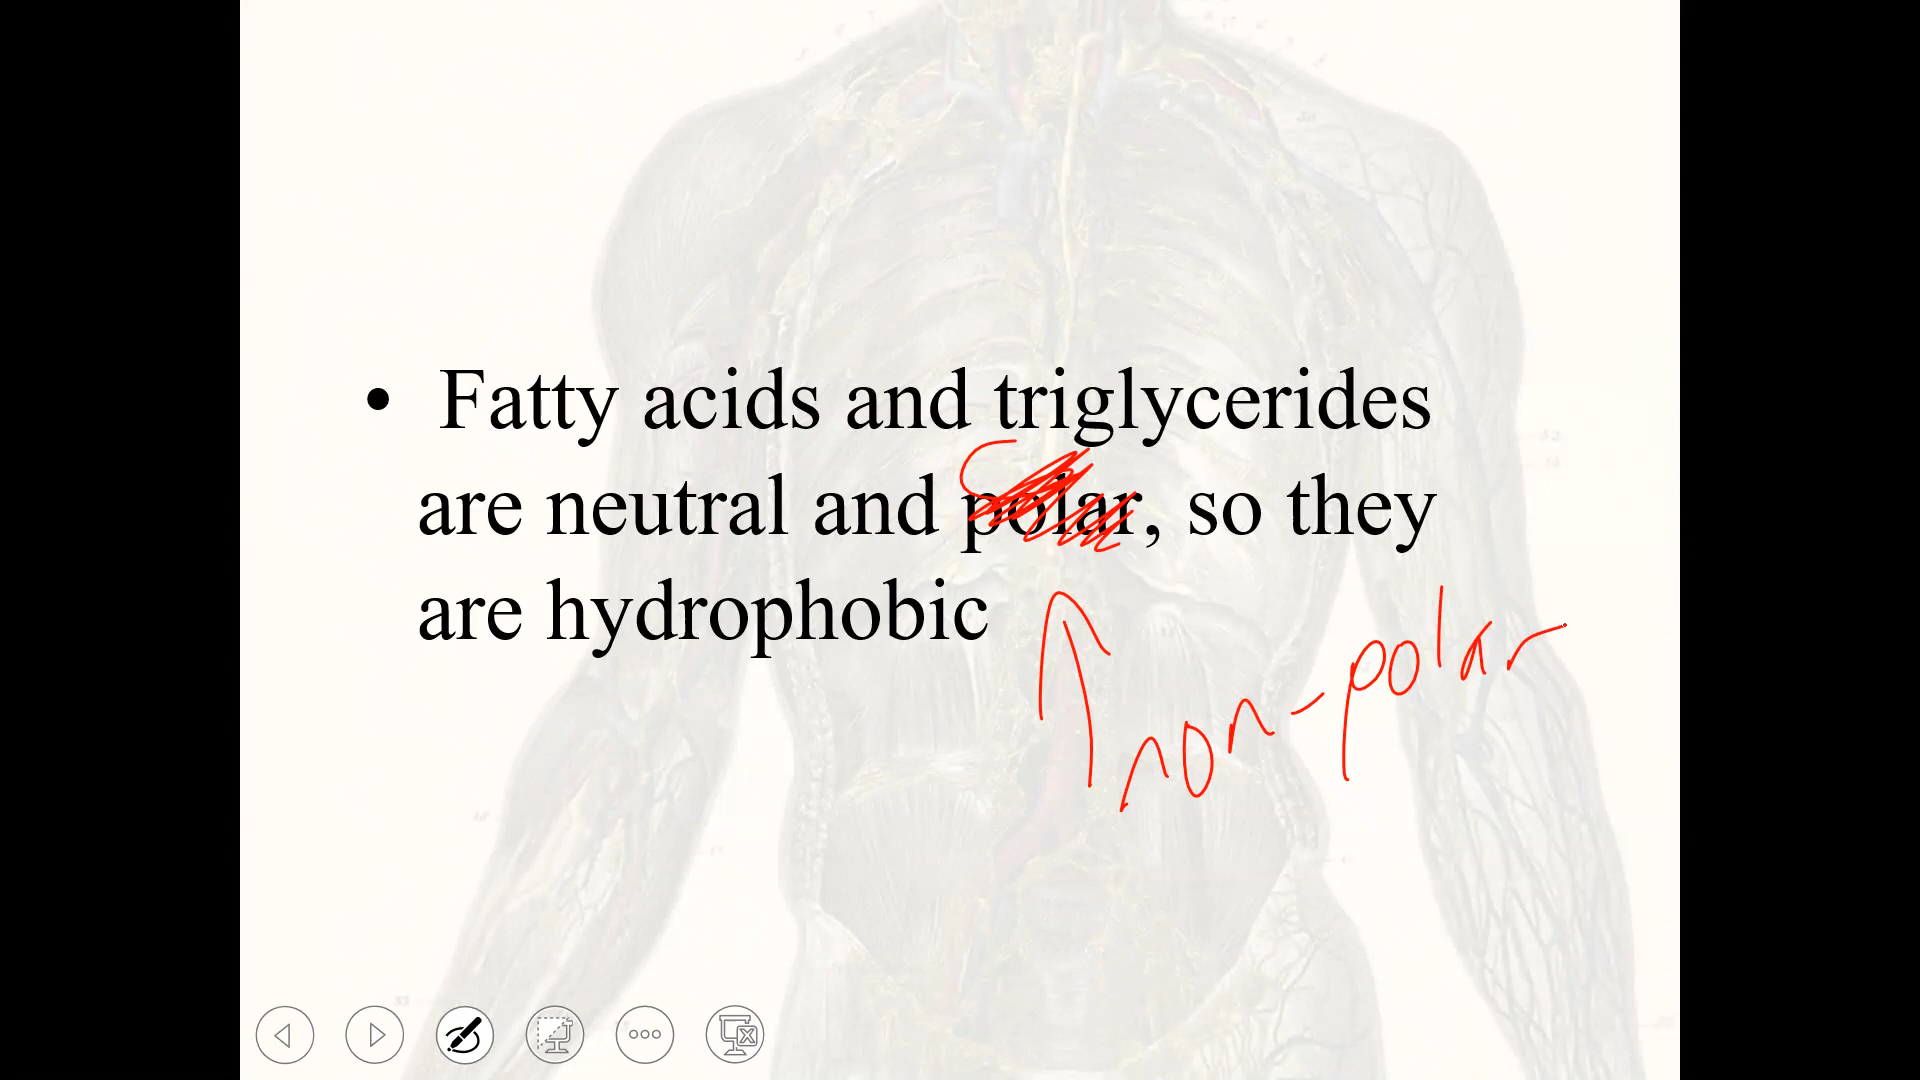 • Fatty acids and triglycerides
are neutral and polar, so they
are hydrophobic
non-polar